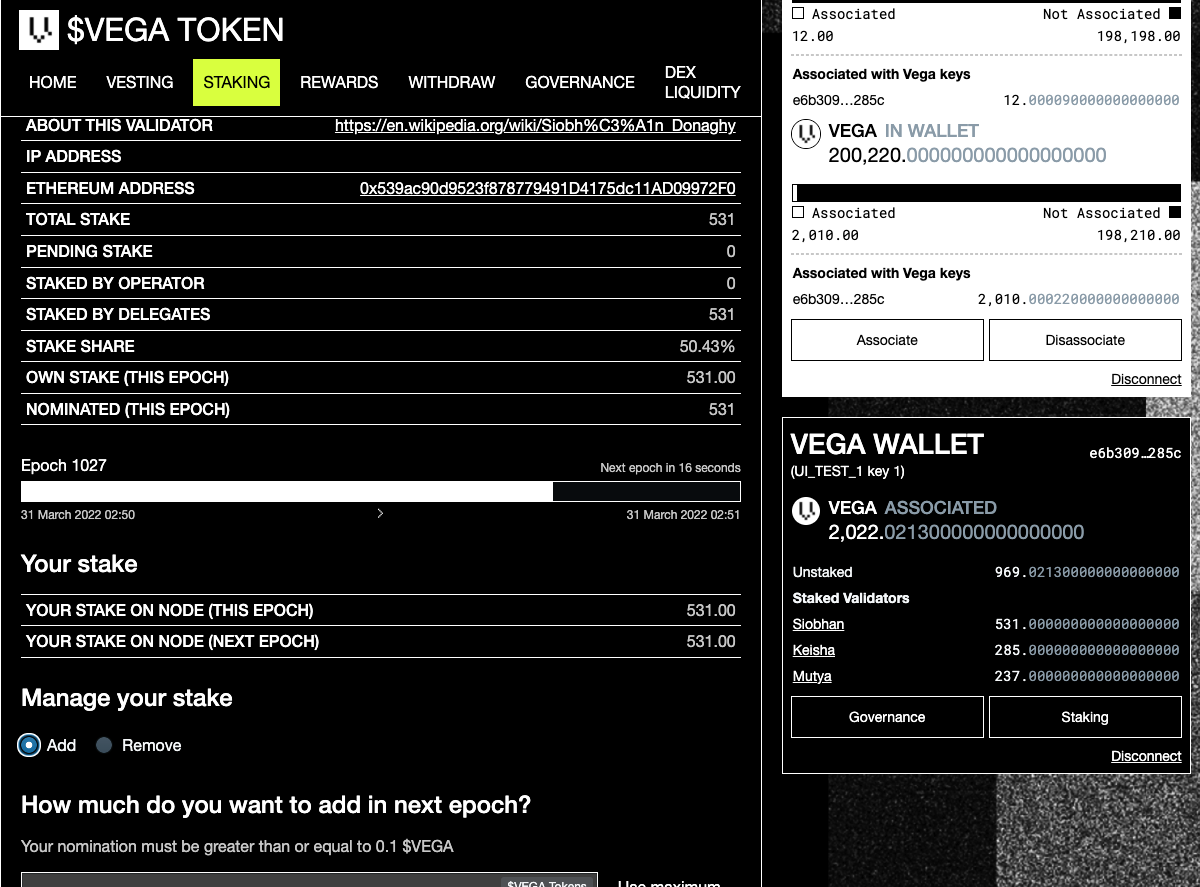 $VEGA TOKEN
HOME VESTING STAKING REWARDS WITHDRAW GOVERNANCE DEX LIQUIDITY
ABOUT THIS VALIDATOR https://en.wikipedia.org/wiki/Siobh%C3%A1n_Donaghy
IP ADDRESS
ETHEREUM ADDRESS 0x539ac90d9523f878779491D4175dc11AD09972F0
TOTAL STAKE 531
PENDING STAKE 0
STAKED BY OPERATOR 0
STAKED BY DELEGATES 531
STAKE SHARE 50.43%
OWN STAKE (THIS EPOCH) 531.00
NOMINATED (THIS EPOCH) 531
Epoch 1027 Next epoch in 16 seconds
31 March 2022 02:50 31 March 2022 02:51
Your stake
YOUR STAKE ON NODE (THIS EPOCH) 531.00
YOUR STAKE ON NODE (NEXT EPOCH) 531.00
Manage your stake
Add Remove
How much do you want to add in next epoch?
Your nomination must be greater than or equal to 0.1 $VEGA
$VEGA Tokens Use maximum
Associated Not Associated
12.00 198,198.00
Associated with Vega keys
e6b309…285c 12.000090000000000000
VEGA IN WALLET
200,220.000000000000000000
Associated Not Associated
2,010.00 198,210.00
Associated with Vega keys
e6b309…285c 2,010.000220000000000000
Associate Disassociate
Disconnect
VEGA WALLET e6b309…285c
(UI_TEST_1 key 1)
VEGA ASSOCIATED
2,022.021300000000000000
Unstaked 969.021300000000000000
Staked Validators
Siobhan 531.000000000000000000
Keisha 285.000000000000000000
Mutya 237.000000000000000000
Governance Staking
Disconnect